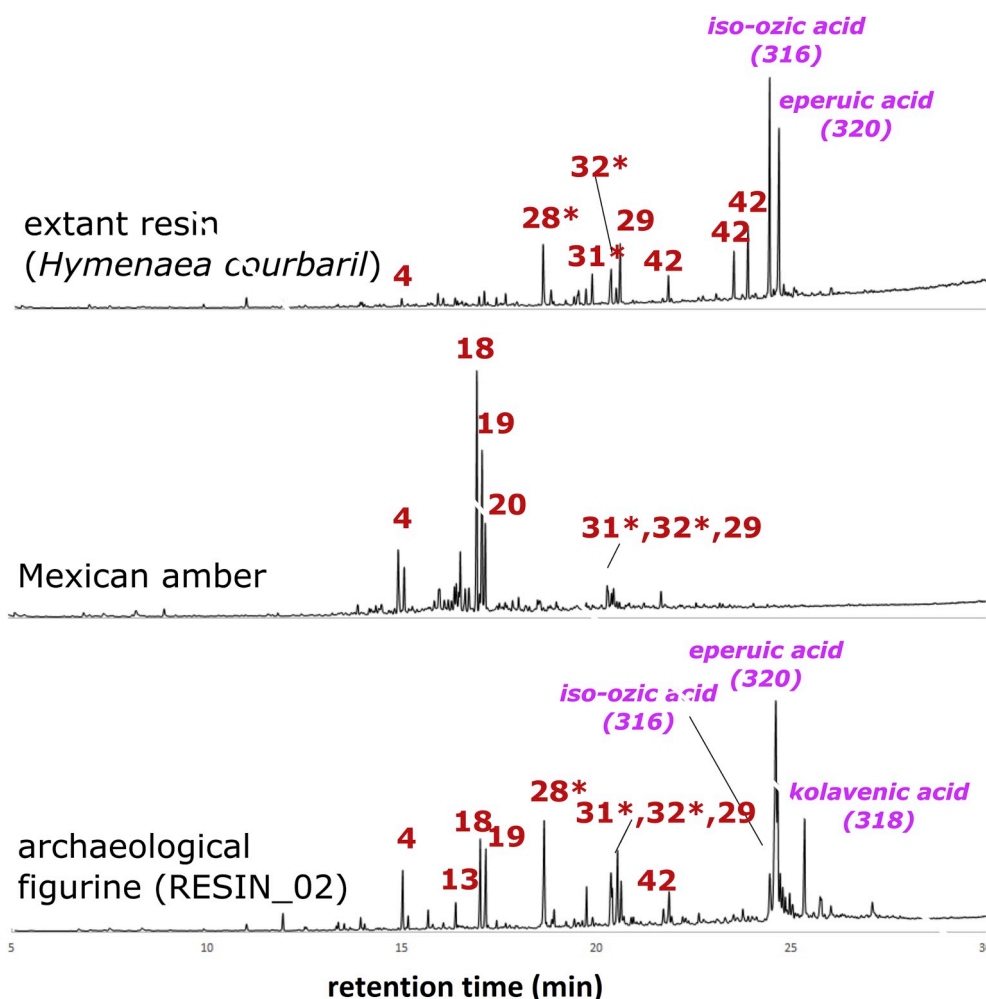 iso-ozic acid
(316)
eperuic acid
(320)
32*
28*
29
42
31*
42
42
4
extant resin
(Hymenaea courbaril)
18
19
20
4
31*,32*,29
Mexican amber
eperuic acid
(320)
iso-ozic acid
(316)
kolavenic acid
(318)
28*
31*,32*,29
18
19
4
13
42
archaeological
figurine (RESIN_02)
5 10 15 20 25 30
retention time (min)